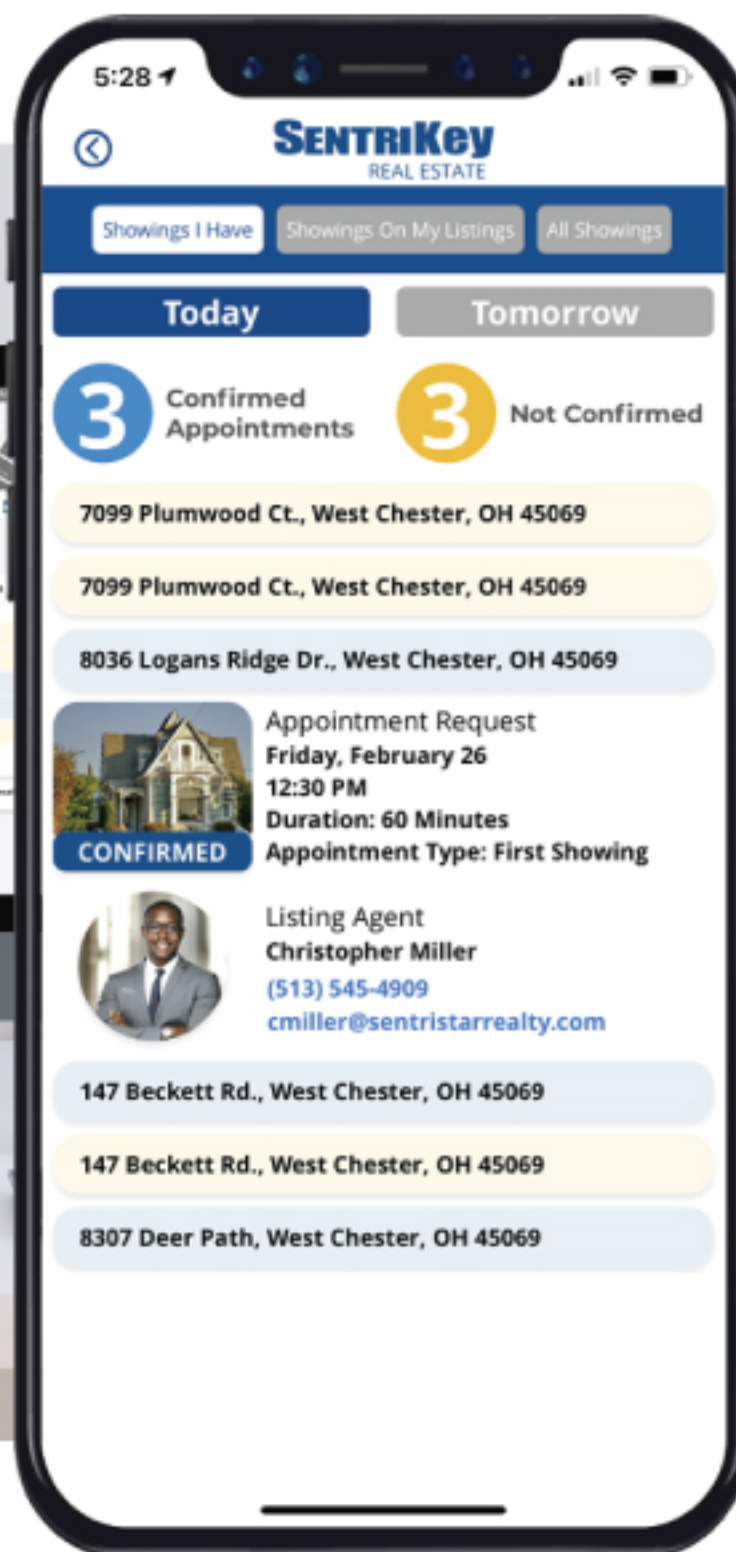 5:28
SENTRIKEY
REAL ESTATE
Showings I Have Showings On My Listings All Showings
Today Tomorrow
3 Confirmed Appointments 3 Not Confirmed
7099 Plumwood Ct., West Chester, OH 45069
7099 Plumwood Ct., West Chester, OH 45069
8036 Logans Ridge Dr., West Chester, OH 45069
Appointment Request
Friday, February 26
12:30 PM
Duration: 60 Minutes
CONFIRMED Appointment Type: First Showing
Listing Agent
Christopher Miller
(513) 545-4909
cmiller@sentristarrealty.com
147 Beckett Rd., West Chester, OH 45069
147 Beckett Rd., West Chester, OH 45069
8307 Deer Path, West Chester, OH 45069